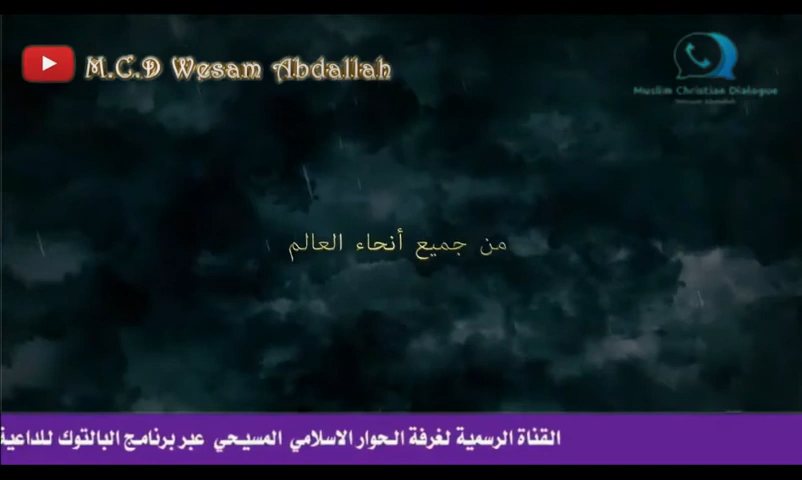 M.C.D Wesam Abdallah
Muslim Christian Dialogue
من جميع أنحاء العالم
القناة الرسمية لغرفة الحوار الاسلامي المسيحي عبر برنامج البالتوك للداعية